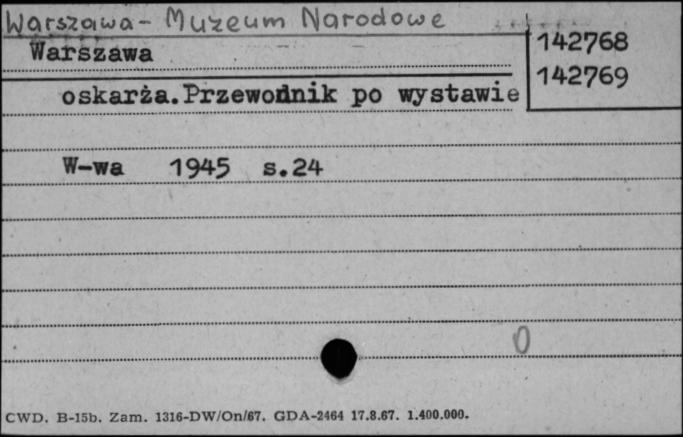 Warszawa - Muzeum Narodowe
142768
Warszawa
142769
oskarża.Przewodnik po wystawie
W-wa 1945 s.24
0
CWD. B-15b. Zam. 1316-DW/On/67. GDA-2464 17.8.67. 1.400.000.